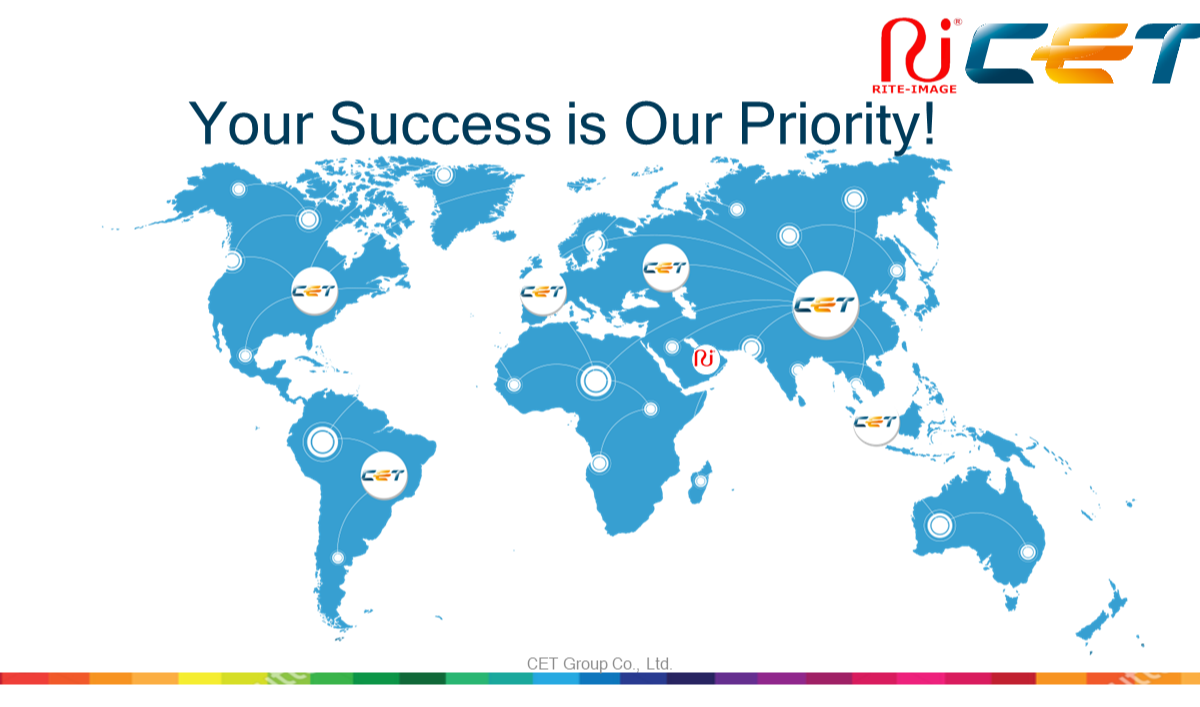 Ri®
CET
RITE-IMAGE
Your Success is Our Priority!
CET
CET
CET
CET
Ri
CET
CET
CET Group Co., Ltd.